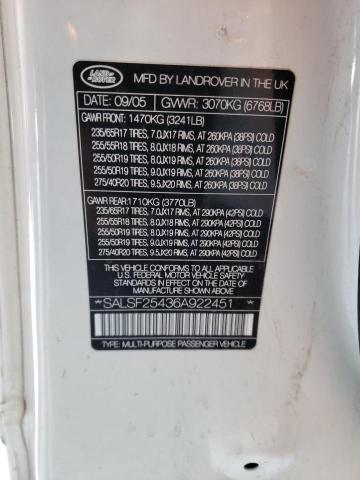 LAND
ROVER
MFD BY LANDROVER IN THE UK
DATE: 09/05 GVWR: 3070KG (6768LB)
GAWR FRONT: 1470KG (3241LB)
235/65R17 TIRES, 7.0JX17 RIMS, AT 260KPA (38PSI) COLD
255/55R18 TIRES, 8.0JX18 RIMS, AT 260KPA (38PSI) COLD
255/50R19 TIRES, 8.0JX19 RIMS, AT 260KPA (38PSI) COLD
255/50R19 TIRES, 9.0JX19 RIMS, AT 260KPA (38PSI) COLD
275/40R20 TIRES, 9.5JX20 RIMS, AT 260KPA (38PSI) COLD
GAWR REAR: 1710KG (3770LB)
235/65R17 TIRES, 7.0JX17 RIMS, AT 290KPA (42PSI) COLD
255/55R18 TIRES, 8.0JX18 RIMS, AT 290KPA (42PSI) COLD
255/50R19 TIRES, 8.0JX19 RIMS, AT 290KPA (42PSI) COLD
255/50R19 TIRES, 9.0JX19 RIMS, AT 290KPA (42PSI) COLD
275/40R20 TIRES, 9.5JX20 RIMS, AT 290KPA (42PSI) COLD
THIS VEHICLE CONFORMS TO ALL APPLICABLE
U.S. FEDERAL MOTOR VEHICLE SAFETY
STANDARDS IN EFFECT ON THE DATE
OF MANUFACTURE SHOWN ABOVE
*SALSF25436A922451 *
TYPE: MULTI-PURPOSE PASSENGER VEHICLE